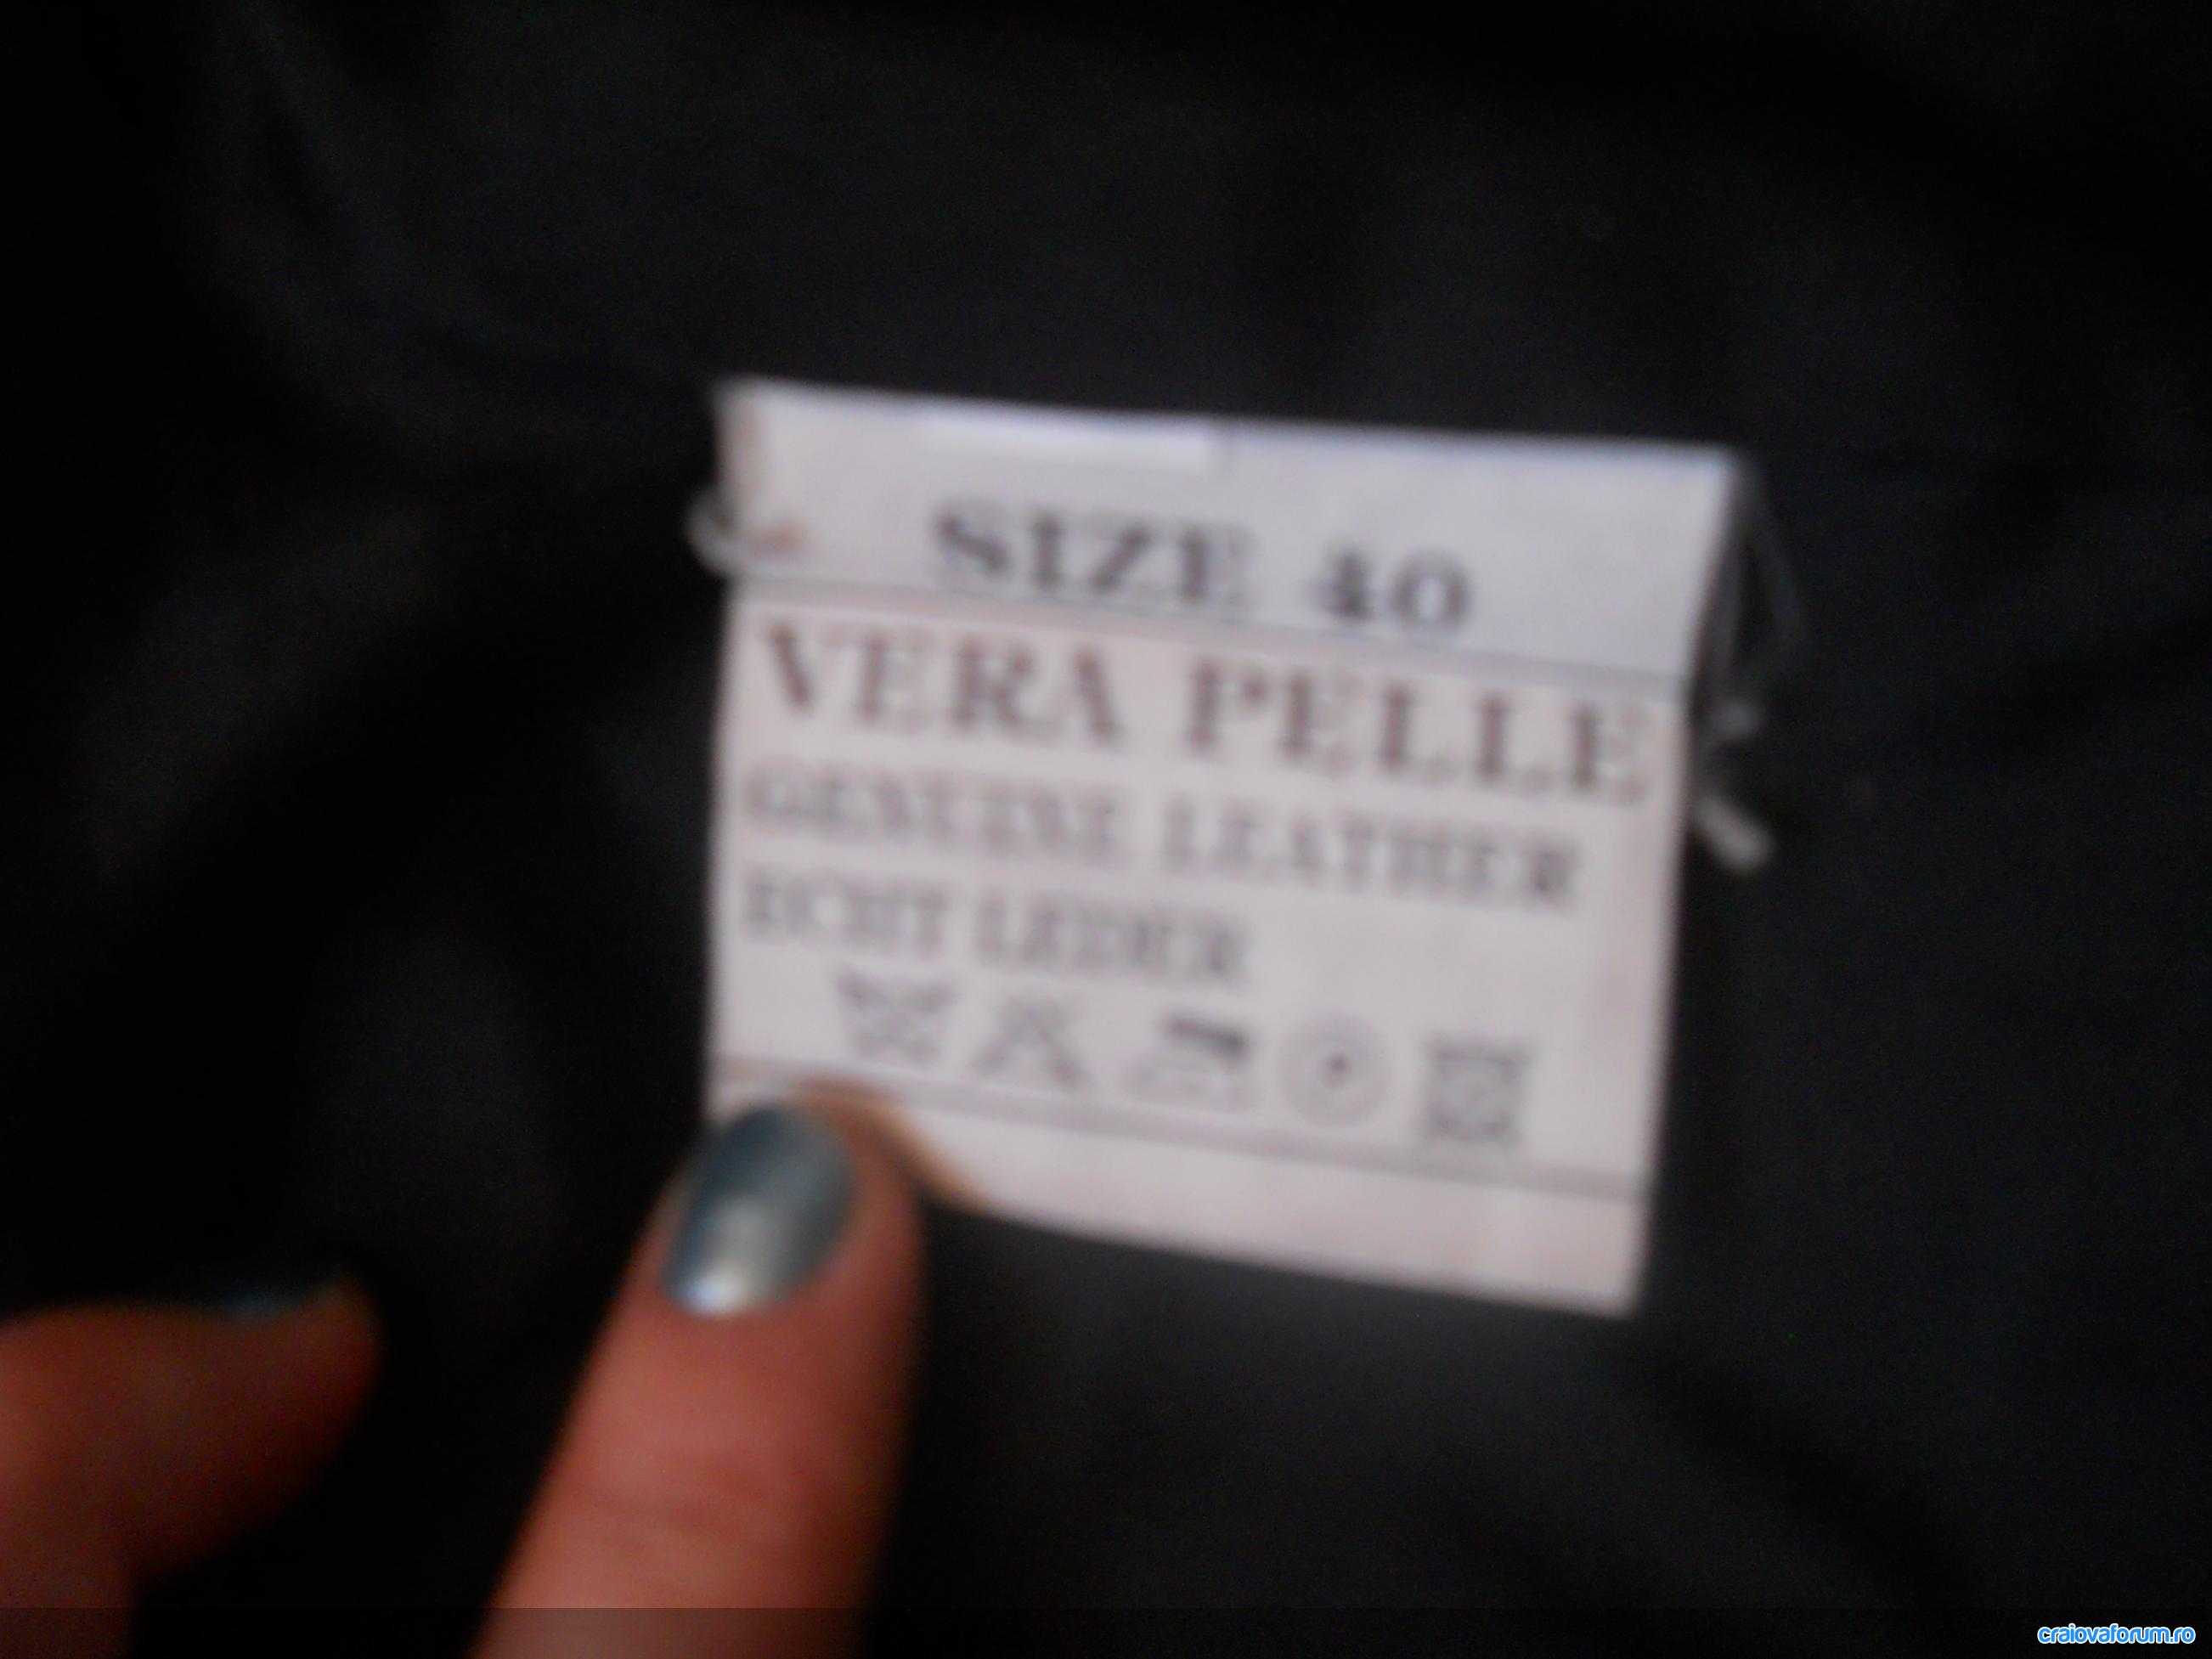 SIZE 40
VERA PELLE
GENUINE LEATHER
ECHT LEDER
craiovaforum.ro